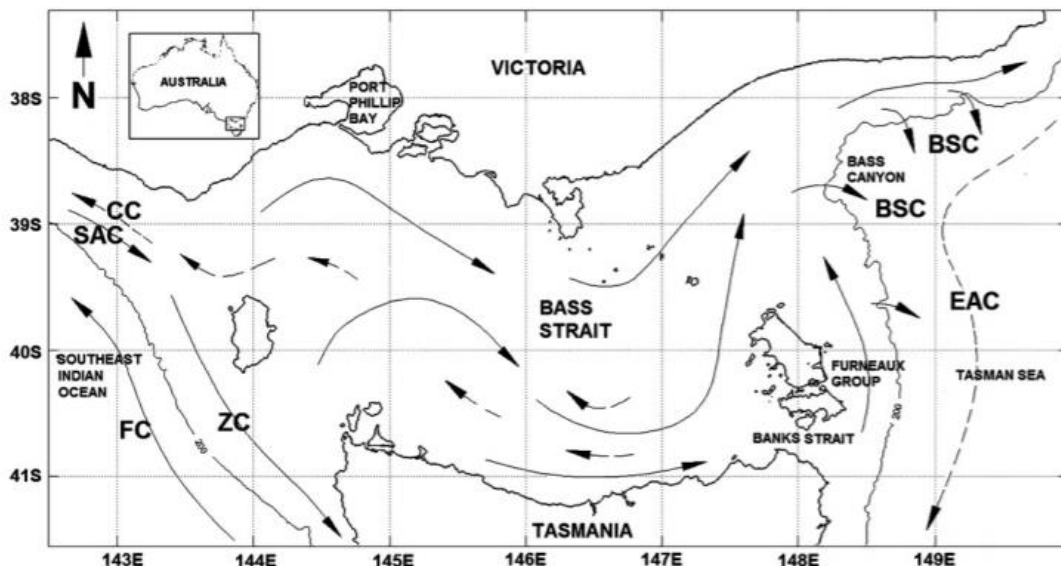 VICTORIA
AUSTRALIA
PORT
PHILLIP
BAY
N
38S
BSC
BASS
CANYON
BSC
CC
39S
SAC
BASS
STRAIT
EAC
40S
SOUTHEAST
INDIAN
OCEAN
FURNEAUX
GROUP
TASMAN SEA
FC
ZC
200
200
BANKS STRAIT
41S
TASMANIA
143E 144E 145E 146E 147E 148E 149E